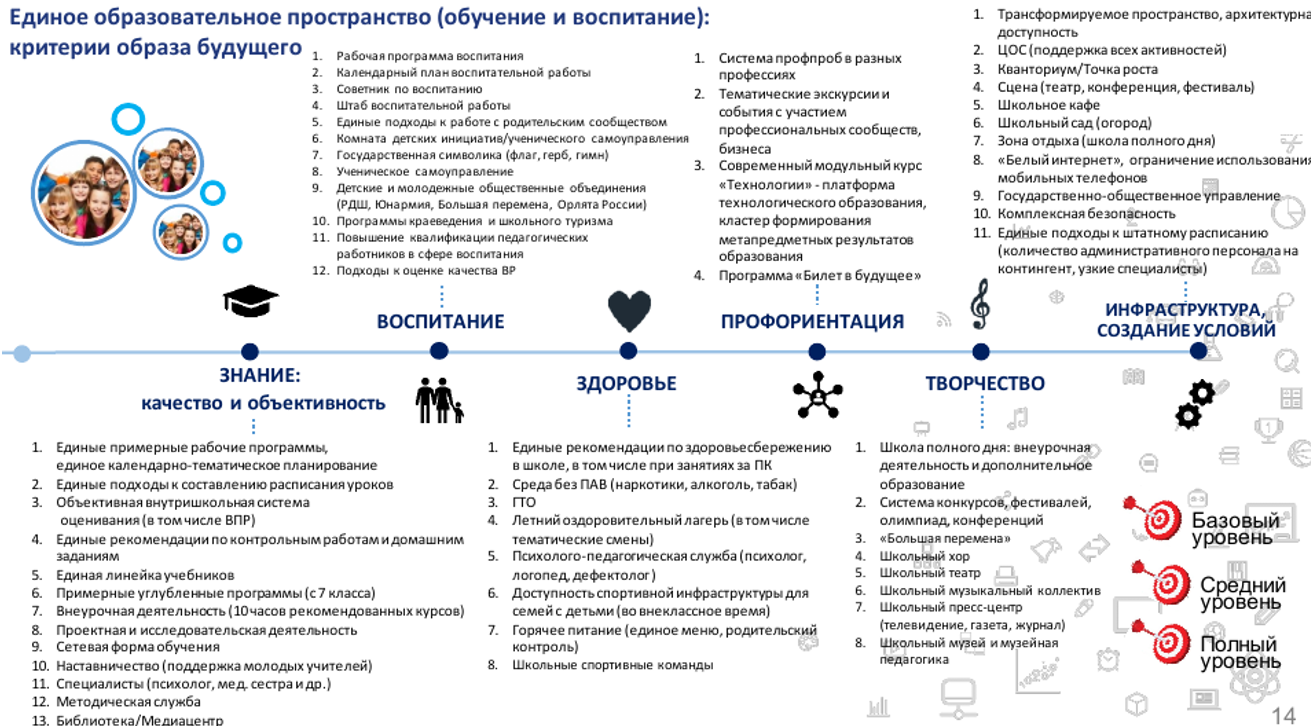 Единое образовательное пространство (обучение и воспитание):
критерии образа будущего
1. Рабочая программа воспитания
2. Календарный план воспитательной работы
3. Советник по воспитанию
4. Штаб воспитательной работы
5. Единые подходы к работе с родительским сообществом
6. Комната детских инициатив/ученического самоуправления
7. Государственная символика (флаг, герб, гимн)
8. Ученическое самоуправление
9. Детские и молодежные общественные объединения
(РДШ, Юнармия, Большая перемена, Орлята России)
10. Программы краеведения и школьного туризма
11. Повышение квалификации педагогических
работников в сфере воспитания
12. Подходы к оценке качества ВР
ВОСПИТАНИЕ
1. Система профпроб в разных
профессиях
2. Тематические экскурсии и
события с участием
профессиональных сообществ,
бизнеса
3. Современный модульный курс
«Технологии» - платформа
технологического образования,
кластер формирования
метапредметных результатов
образования
4. Программа «Билет в будущее»
ПРОФОРИЕНТАЦИЯ
1. Трансформируемое пространство, архитектурна
доступность
2. ЦОС (поддержка всех активностей)
3. Кванториум/Точка роста
4. Сцена (театр, конференция, фестиваль)
5. Школьное кафе
6. Школьный сад (огород)
7. Зона отдыха (школа полного дня)
8. «Белый интернет», ограничение использования
мобильных телефонов
9. Государственно-общественное управление
10. Комплексная безопасность
11. Единые подходы к штатному расписанию
(количество административного персонала на
контингент, узкие специалисты)
ИНФРАСТРУКТУРА,
СОЗДАНИЕ УСЛОВИЙ
ЗНАНИЕ:
качество и объективность
1. Единые примерные рабочие программы,
единое календарно-тематическое планирование
2. Единые подходы к составлению расписания уроков
3. Объективная внутришкольная система
оценивания (в том числе ВПР)
4. Единые рекомендации по контрольным работам и домашним
заданиям
5. Единая линейка учебников
6. Примерные углубленные программы (с 7 класса)
7. Внеурочная деятельность (10 часов рекомендованных курсов)
8. Проектная и исследовательская деятельность
9. Сетевая форма обучения
10. Наставничество (поддержка молодых учителей)
11. Специалисты (психолог, мед. сестра и др.)
12. Методическая служба
13. Библиотека/Медиацентр
ЗДОРОВЬЕ
1. Единые рекомендации по здоровьесбережению
в школе, в том числе при занятиях за ПК
2. Среда без ПАВ (наркотики, алкоголь, табак)
3. ГТО
4. Летний оздоровительный лагерь (в том числе
тематические смены)
5. Психолого-педагогическая служба (психолог,
логопед, дефектолог)
6. Доступность спортивной инфраструктуры для
семей с детьми (во внеклассное время)
7. Горячее питание (единое меню, родительский
контроль)
8. Школьные спортивные команды
ТВОРЧЕСТВО
1. Школа полного дня: внеурочная
деятельность и дополнительное
образование
2. Система конкурсов, фестивалей,
олимпиад, конференций
3. «Большая перемена»
4. Школьный хор
5. Школьный театр
6. Школьный музыкальный коллектив
7. Школьный пресс-центр
(телевидение, газета, журнал)
8. Школьный музей и музейная
педагогика
Базовый
уровень
Средний
уровень
Полный
уровень
14